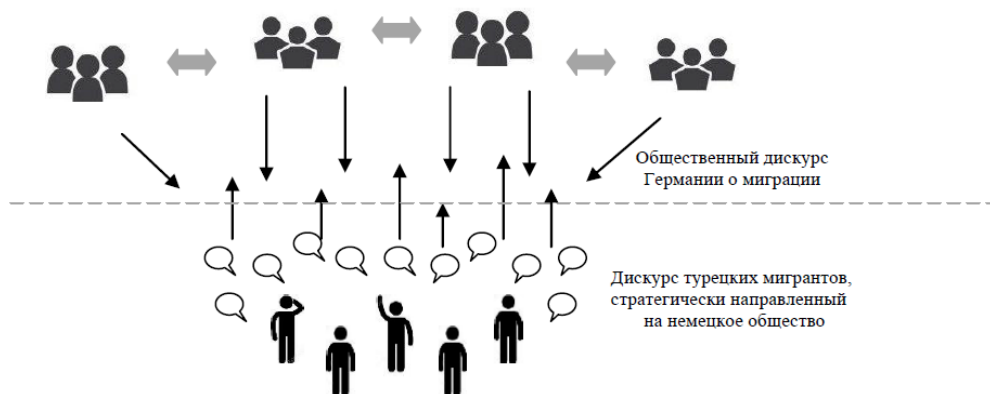 Общественный дискурс
Германии о миграции
Дискурс турецких мигрантов,
стратегически направленный
на немецкое общество